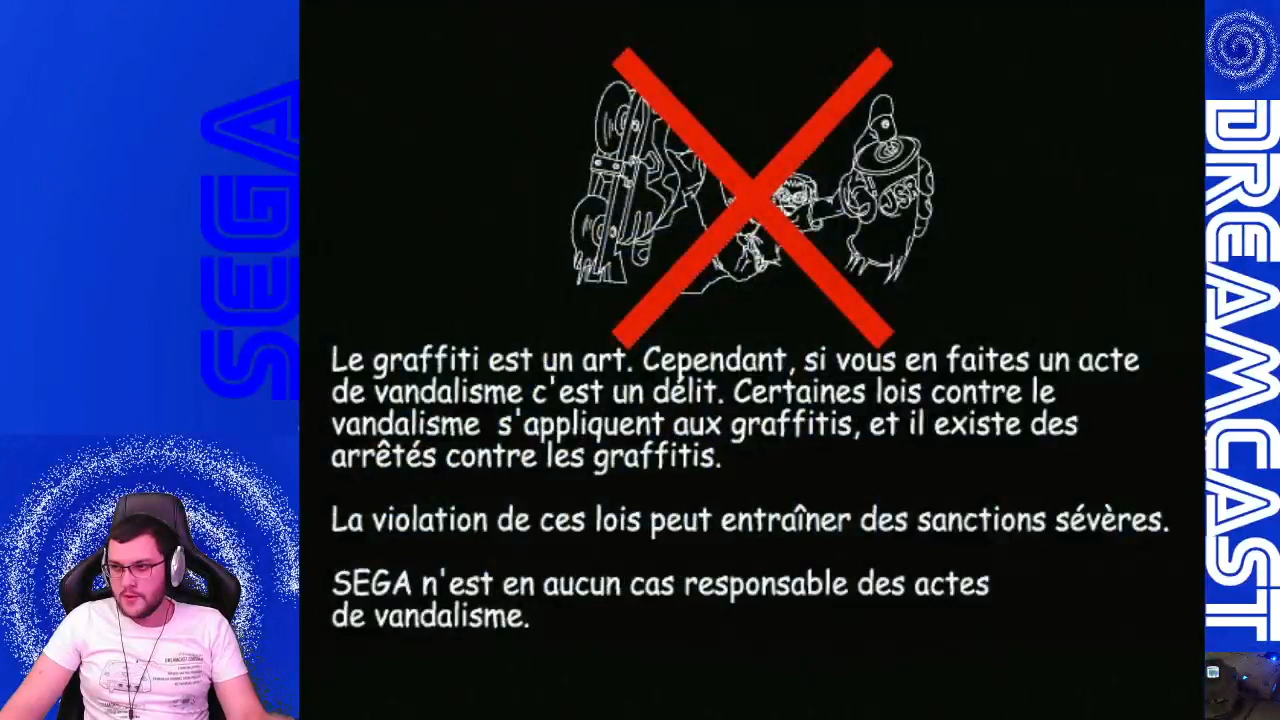 SEGA
DREAMCAST
JSR
Le graffiti est un art. Cependant, si vous en faites un acte
de vandalisme c'est un délit. Certaines lois contre le
vandalisme s'appliquent aux graffitis, et il existe des
arrêtés contre les graffitis.
La violation de ces lois peut entraîner des sanctions sévères.
SEGA n'est en aucun cas responsable des actes
de vandalisme.